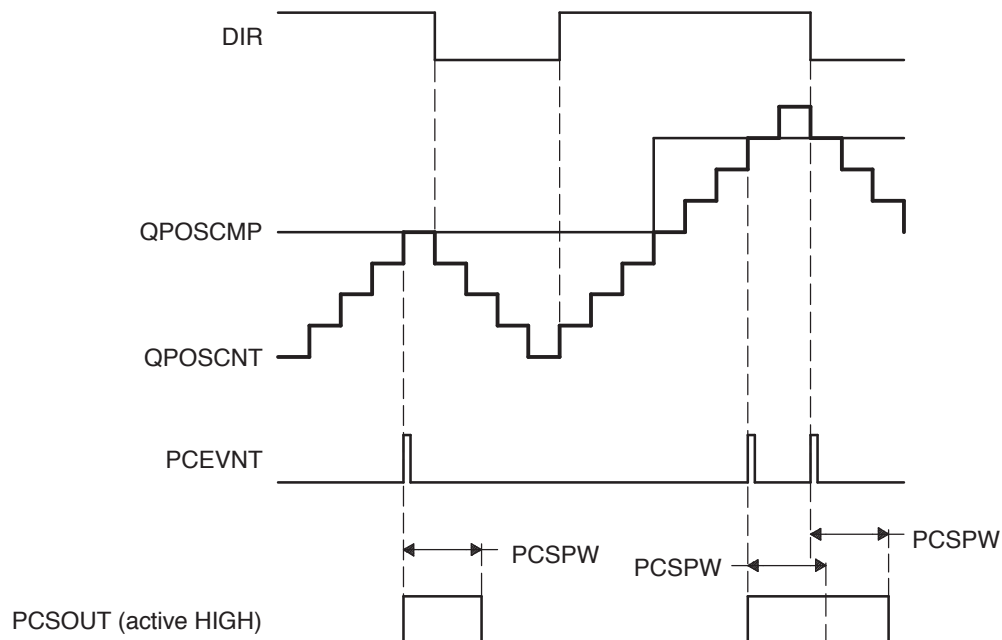 DIR
QPOSCMP
QPOSCNT
PCEVNT
PCSPW
PCSPW
PCSPW
PCSOUT (active HIGH)